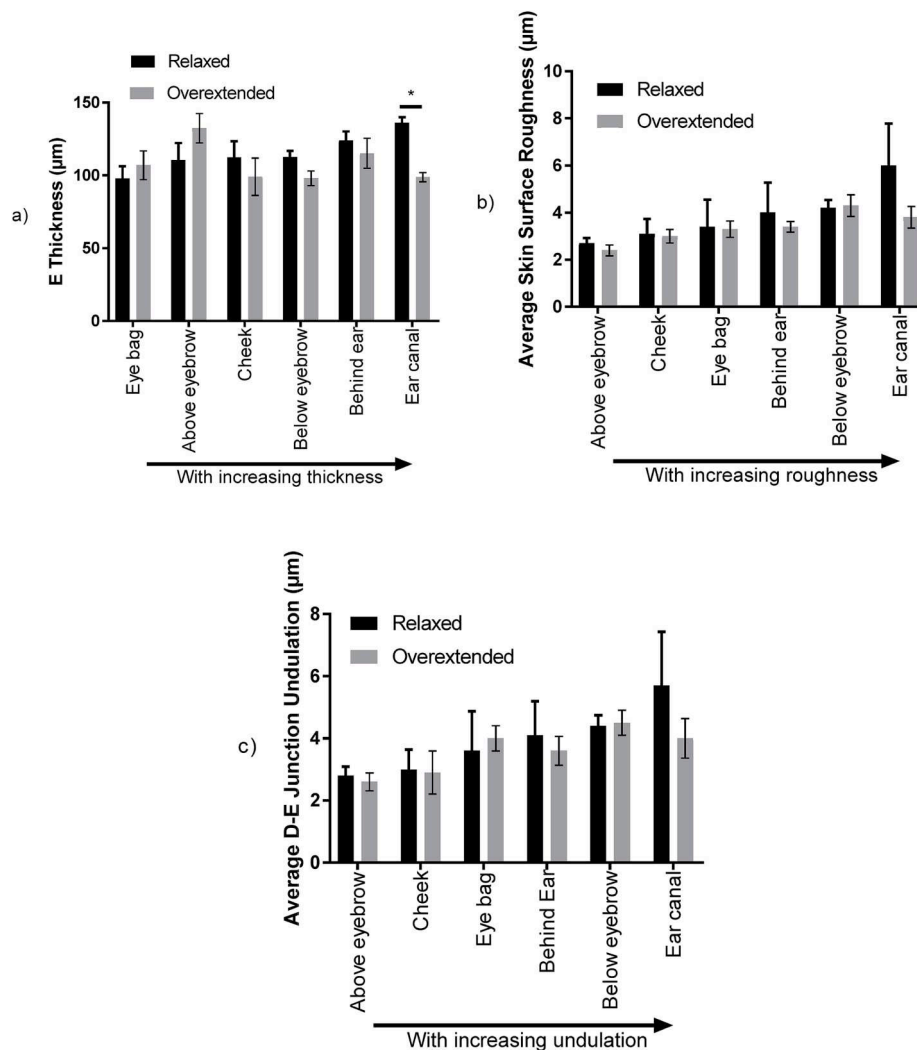 a)
Relaxed
Overextended
*
E Thickness (µm)
150
100
50
0
Eye bag
Above eyebrow
Cheek
Below eyebrow
Behind ear
Ear canal
With increasing thickness
b)
Relaxed
Overextended
Average Skin Surface Roughness (µm)
10
8
6
4
2
0
Above eyebrow
Cheek
Eye bag
Behind ear
Below eyebrow
Ear canal
With increasing roughness
c)
Relaxed
Overextended
Average D-E Junction Undulation (µm)
8
6
4
2
0
Above eyebrow
Cheek
Eye bag
Behind Ear
Below eyebrow
Ear canal
With increasing undulation